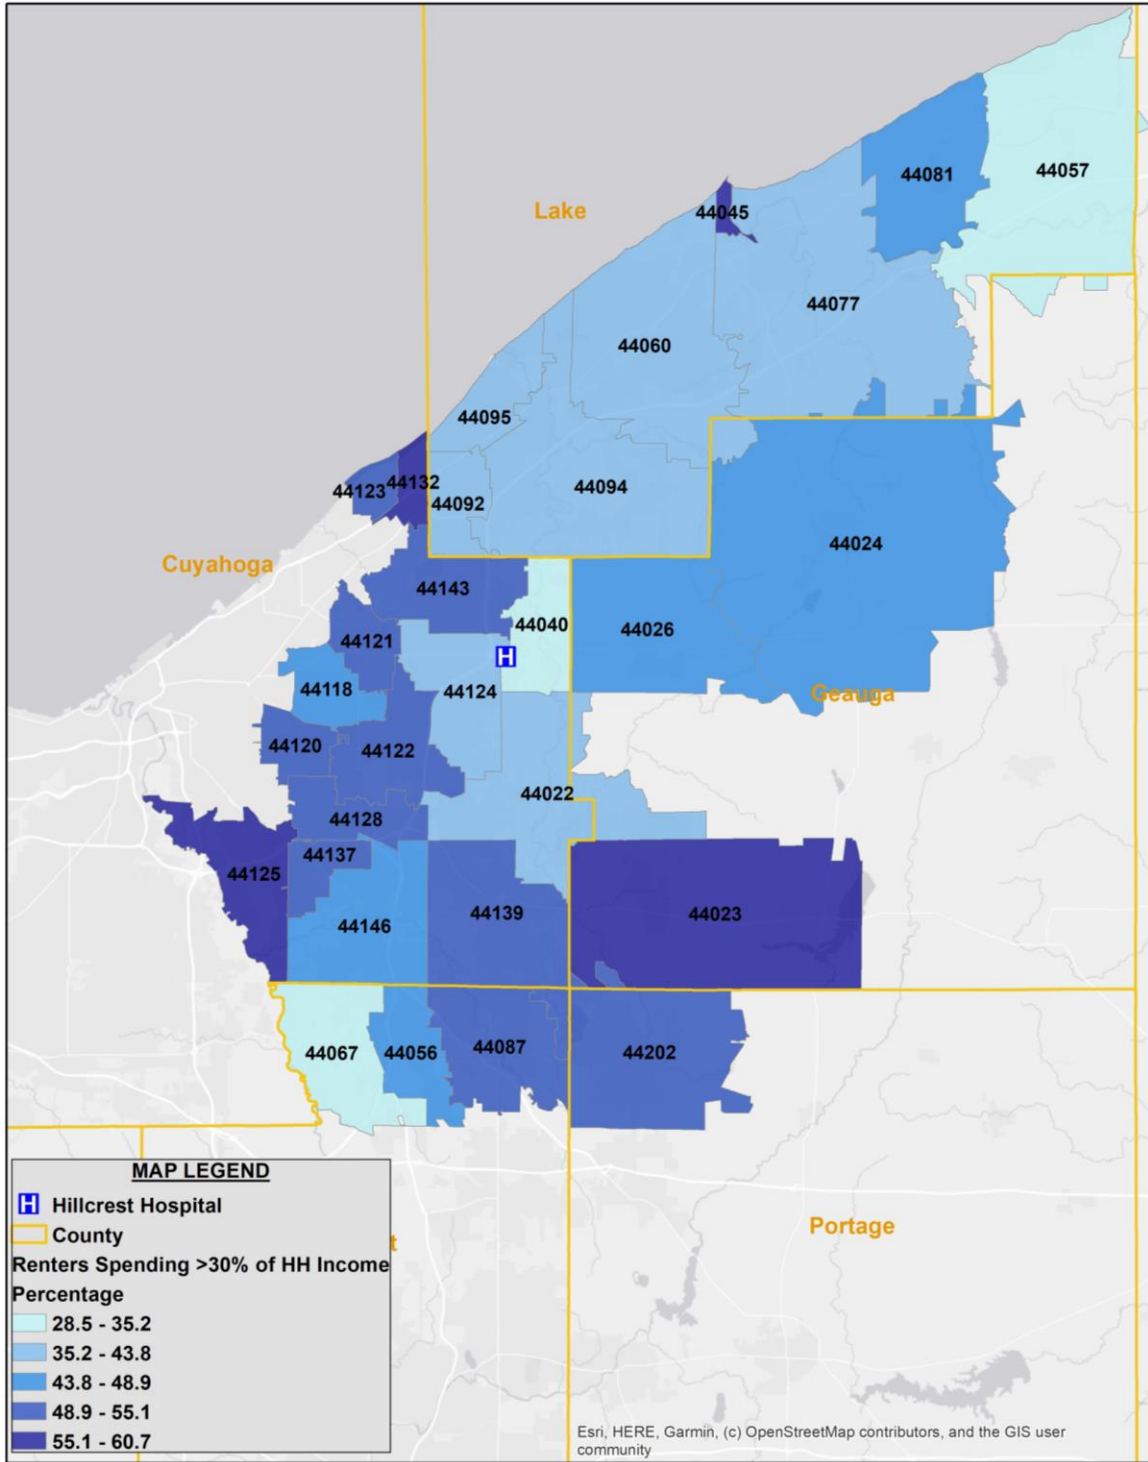 44057
44081
Lake
44045
44077
44060
44095
44132
44123
44092
44094
44024
Cuyahoga
44143
44040
44026
44121
44118
44124
Geauga
44120
44122
44022
44128
44137
44125
44139
44023
44146
44067
44056
44087
44202
MAP LEGEND
H Hillcrest Hospital
County
Renters Spending >30% of HH Income
Percentage
28.5 - 35.2
35.2 - 43.8
43.8 - 48.9
48.9 - 55.1
55.1 - 60.7
t
Portage
H
Esri, HERE, Garmin, (c) OpenStreetMap contributors, and the GIS user
community